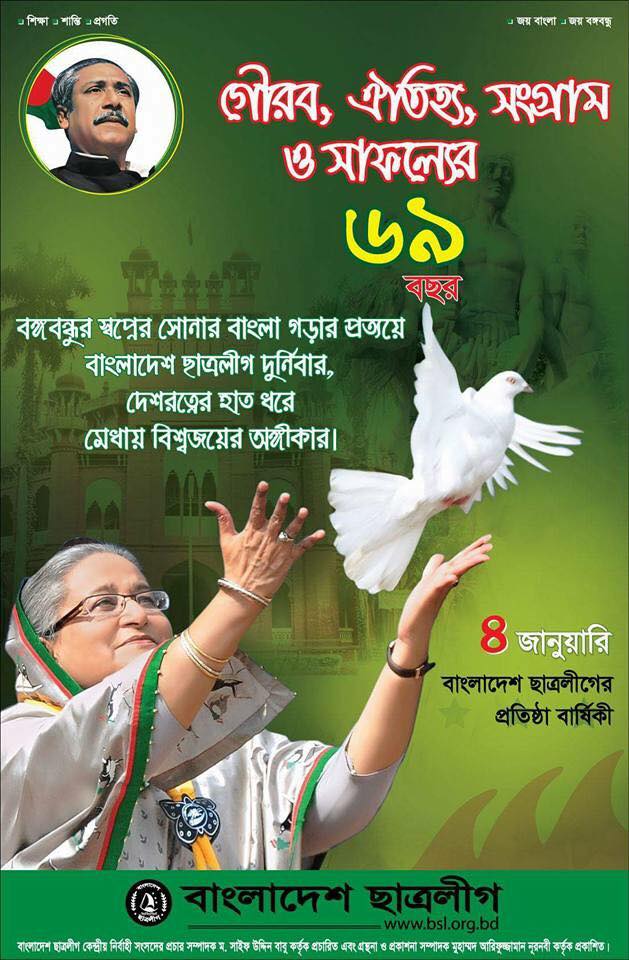 শিক্ষা শান্তি প্রগতি
জয় বাংলা জয় বঙ্গবন্ধু
গৌরব, ঐতিহ্য, সংগ্রাম
ও সাফল্যের
৬৯
বছর
বঙ্গবন্ধুর স্বপ্নের সোনার বাংলা গড়ার প্রত্যয়ে
বাংলাদেশ ছাত্রলীগ দুর্নিবার,
দেশরত্নের হাত ধরে
মেধায় বিশ্বজয়ের অঙ্গীকার।
৪ জানুয়ারি
বাংলাদেশ ছাত্রলীগের
প্রতিষ্ঠা বার্ষিকী
বাংলাদেশ
ছাত্রলীগ
বাংলাদেশ ছাত্রলীগ
www.bsl.org.bd
বাংলাদেশ ছাত্রলীগ কেন্দ্রীয় নির্বাহী সংসদের প্রচার সম্পাদক ম. সাইফ উদ্দিন বাবু কর্তৃক প্রচারিত এবং গ্রন্থনা ও প্রকাশনা সম্পাদক মুহাম্মদ আরিফুজ্জামান নূরনবী কর্তৃক প্রকাশিত।